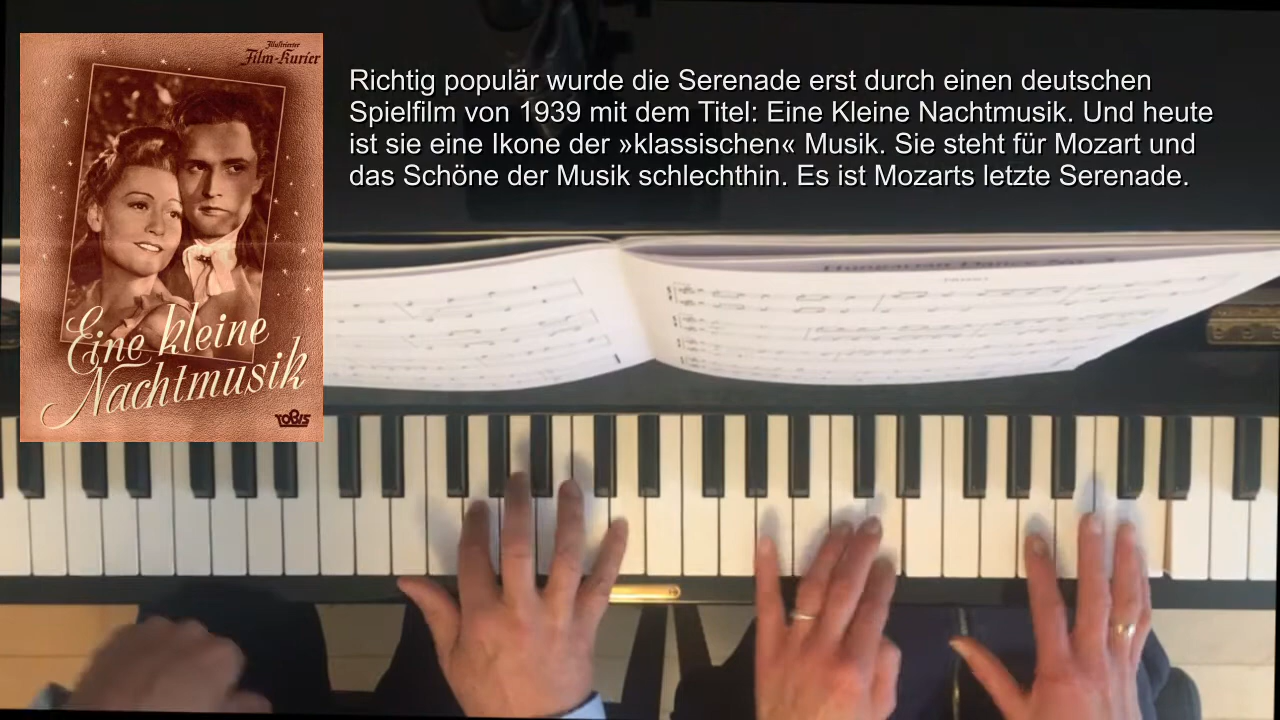 Illustrierter
Film-Kurier
Eine kleine
Nachtmusik
TOBIS
Richtig populär wurde die Serenade erst durch einen deutschen
Spielfilm von 1939 mit dem Titel: Eine Kleine Nachtmusik. Und heute
ist sie eine Ikone der »klassischen« Musik. Sie steht für Mozart und
das Schöne der Musik schlechthin. Es ist Mozarts letzte Serenade.